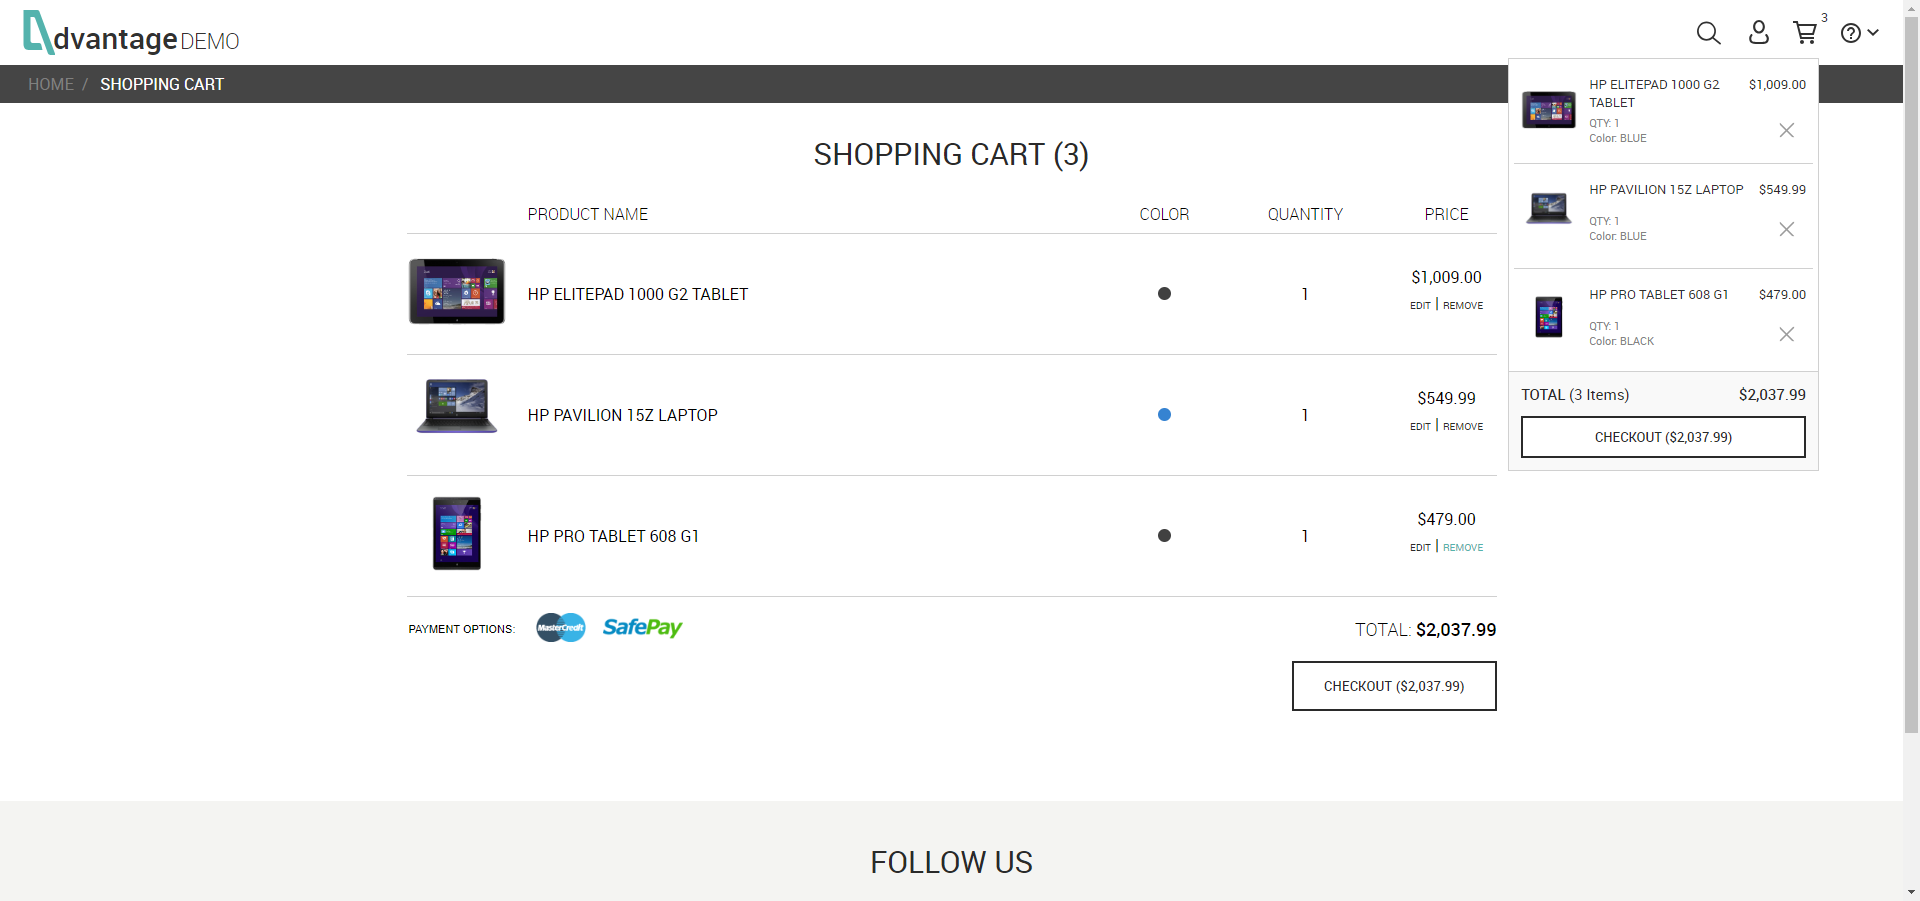 dvantage DEMO
3
HOME / SHOPPING CART
SHOPPING CART (3)
PRODUCT NAME COLOR QUANTITY PRICE
HP ELITEPAD 1000 G2 TABLET 1 $1,009.00
EDIT | REMOVE
HP PAVILION 15Z LAPTOP 1 $549.99
EDIT | REMOVE
HP PRO TABLET 608 G1 1 $479.00
EDIT | REMOVE
PAYMENT OPTIONS: MasterCredit SafePay TOTAL: $2,037.99
CHECKOUT ($2,037.99)
HP ELITEPAD 1000 G2 $1,009.00
TABLET
QTY: 1
Color: BLUE
HP PAVILION 15Z LAPTOP $549.99
QTY: 1
Color: BLUE
HP PRO TABLET 608 G1 $479.00
QTY: 1
Color: BLACK
TOTAL (3 Items) $2,037.99
CHECKOUT ($2,037.99)
FOLLOW US